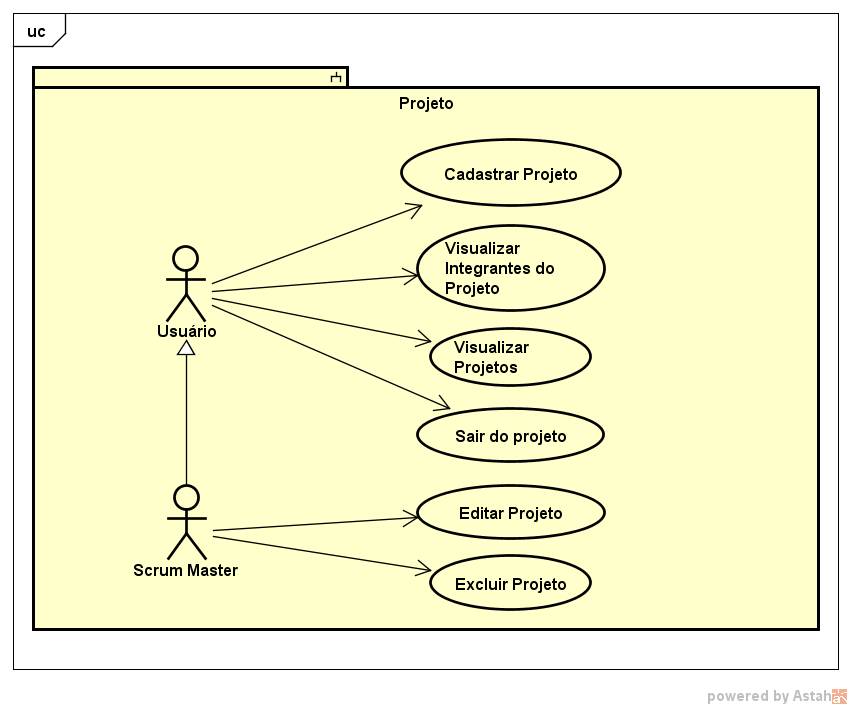 uc
Projeto
Cadastrar Projeto
Visualizar
Integrantes do
Projeto
Usuário
Visualizar
Projetos
Sair do projeto
Editar Projeto
Scrum Master
Excluir Projeto
powered by Astah